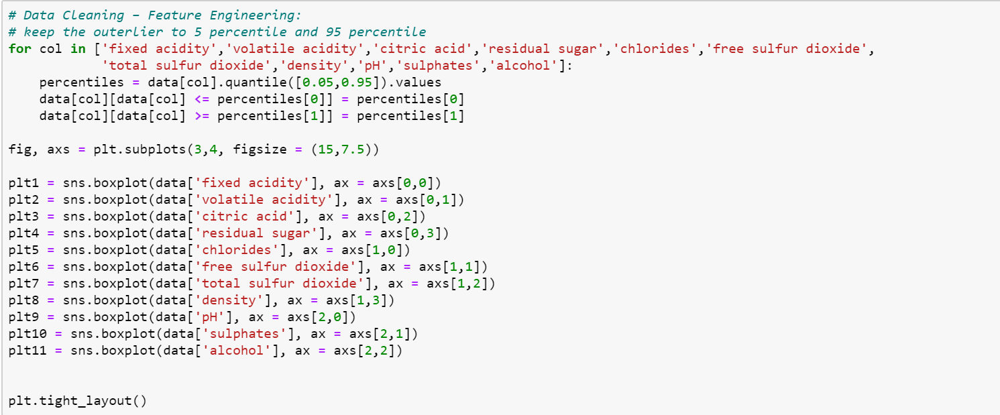 # Data Cleaning – Feature Engineering:
# keep the outerlier to 5 percentile and 95 percentile
for col in ['fixed acidity','volatile acidity','citric acid','residual sugar','chlorides','free sulfur dioxide',
            'total sulfur dioxide','density','pH','sulphates','alcohol']:
    percentiles = data[col].quantile([0.05,0.95]).values
    data[col][data[col] <= percentiles[0]] = percentiles[0]
    data[col][data[col] >= percentiles[1]] = percentiles[1]

fig, axs = plt.subplots(3,4, figsize = (15,7.5))

plt1 = sns.boxplot(data['fixed acidity'], ax = axs[0,0])
plt2 = sns.boxplot(data['volatile acidity'], ax = axs[0,1])
plt3 = sns.boxplot(data['citric acid'], ax = axs[0,2])
plt4 = sns.boxplot(data['residual sugar'], ax = axs[0,3])
plt5 = sns.boxplot(data['chlorides'], ax = axs[1,0])
plt6 = sns.boxplot(data['free sulfur dioxide'], ax = axs[1,1])
plt7 = sns.boxplot(data['total sulfur dioxide'], ax = axs[1,2])
plt8 = sns.boxplot(data['density'], ax = axs[1,3])
plt9 = sns.boxplot(data['pH'], ax = axs[2,0])
plt10 = sns.boxplot(data['sulphates'], ax = axs[2,1])
plt11 = sns.boxplot(data['alcohol'], ax = axs[2,2])


plt.tight_layout()